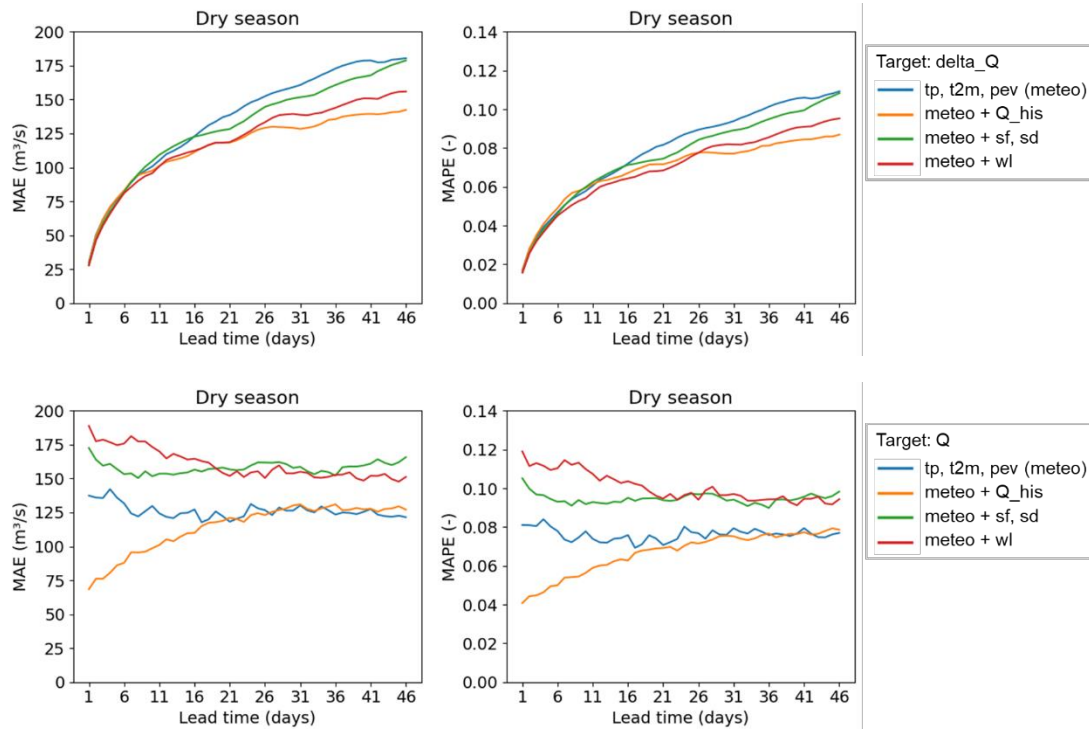 Dry season
200
175
150
125
100
75
50
25
0
MAE (m³/s)
1 6 11 16 21 26 31 36 41 46
Lead time (days)
Dry season
0.14
0.12
0.10
0.08
0.06
0.04
0.02
0.00
MAPE (-)
1 6 11 16 21 26 31 36 41 46
Lead time (days)
Target: delta_Q
tp, t2m, pev (meteo)
meteo + Q_his
meteo + sf, sd
meteo + wl
Dry season
200
175
150
125
100
75
50
25
0
MAE (m³/s)
1 6 11 16 21 26 31 36 41 46
Lead time (days)
Dry season
0.14
0.12
0.10
0.08
0.06
0.04
0.02
0.00
MAPE (-)
1 6 11 16 21 26 31 36 41 46
Lead time (days)
Target: Q
tp, t2m, pev (meteo)
meteo + Q_his
meteo + sf, sd
meteo + wl